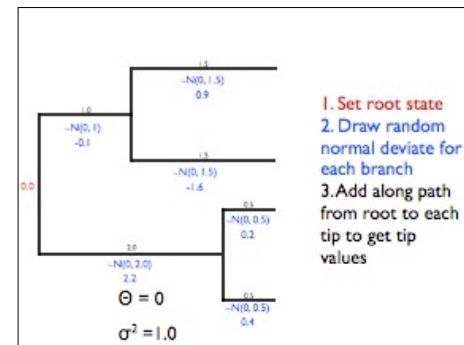 1.5
~N(0, 1.5)
0.9
1.0
~N(0, 1)
-0.1
1.5
~N(0, 1.5)
-1.6
0.0
0.5
~N(0, 0.5)
0.2
2.0
~N(0, 2.0)
2.2
0.5
~N(0, 0.5)
0.4
Θ = 0
σ² =1.0
1. Set root state
2. Draw random
normal deviate for
each branch
3. Add along path
from root to each
tip to get tip
values